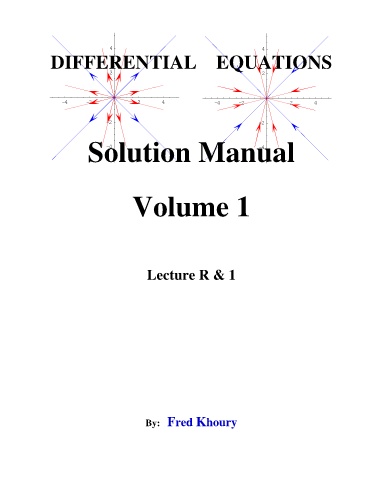 DIFFERENTIAL EQUATIONS
Solution Manual
Volume 1
Lecture R & 1
By: Fred Khoury